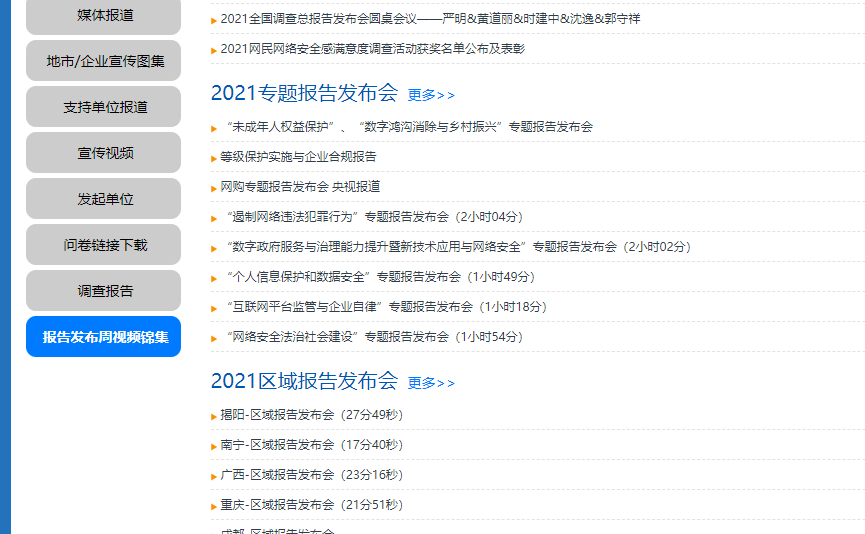 媒体报道
地市/企业宣传图集
支持单位报道
宣传视频
发起单位
问卷链接下载
调查报告
报告发布周视频锦集
2021全国调查总报告发布会圆桌会议——严明&黄道丽&时建中&沈逸&郭守祥
2021网民网络安全感满意度调查活动获奖名单公布及表彰
2021专题报告发布会 更多>>
“未成年人权益保护”、“数字鸿沟消除与乡村振兴”专题报告发布会
等级保护实施与企业合规报告
网购专题报告发布会 央视报道
“遏制网络违法犯罪行为”专题报告发布会（2小时04分）
“数字政府服务与治理能力提升暨新技术应用与网络安全”专题报告发布会（2小时02分）
“个人信息保护和数据安全”专题报告发布会（1小时49分）
“互联网平台监管与企业自律”专题报告发布会（1小时18分）
“网络安全法治社会建设”专题报告发布会（1小时54分）
2021区域报告发布会 更多>>
揭阳-区域报告发布会（27分49秒）
南宁-区域报告发布会（17分40秒）
广西-区域报告发布会（23分16秒）
重庆-区域报告发布会（21分51秒）
成都-区域报告发布会